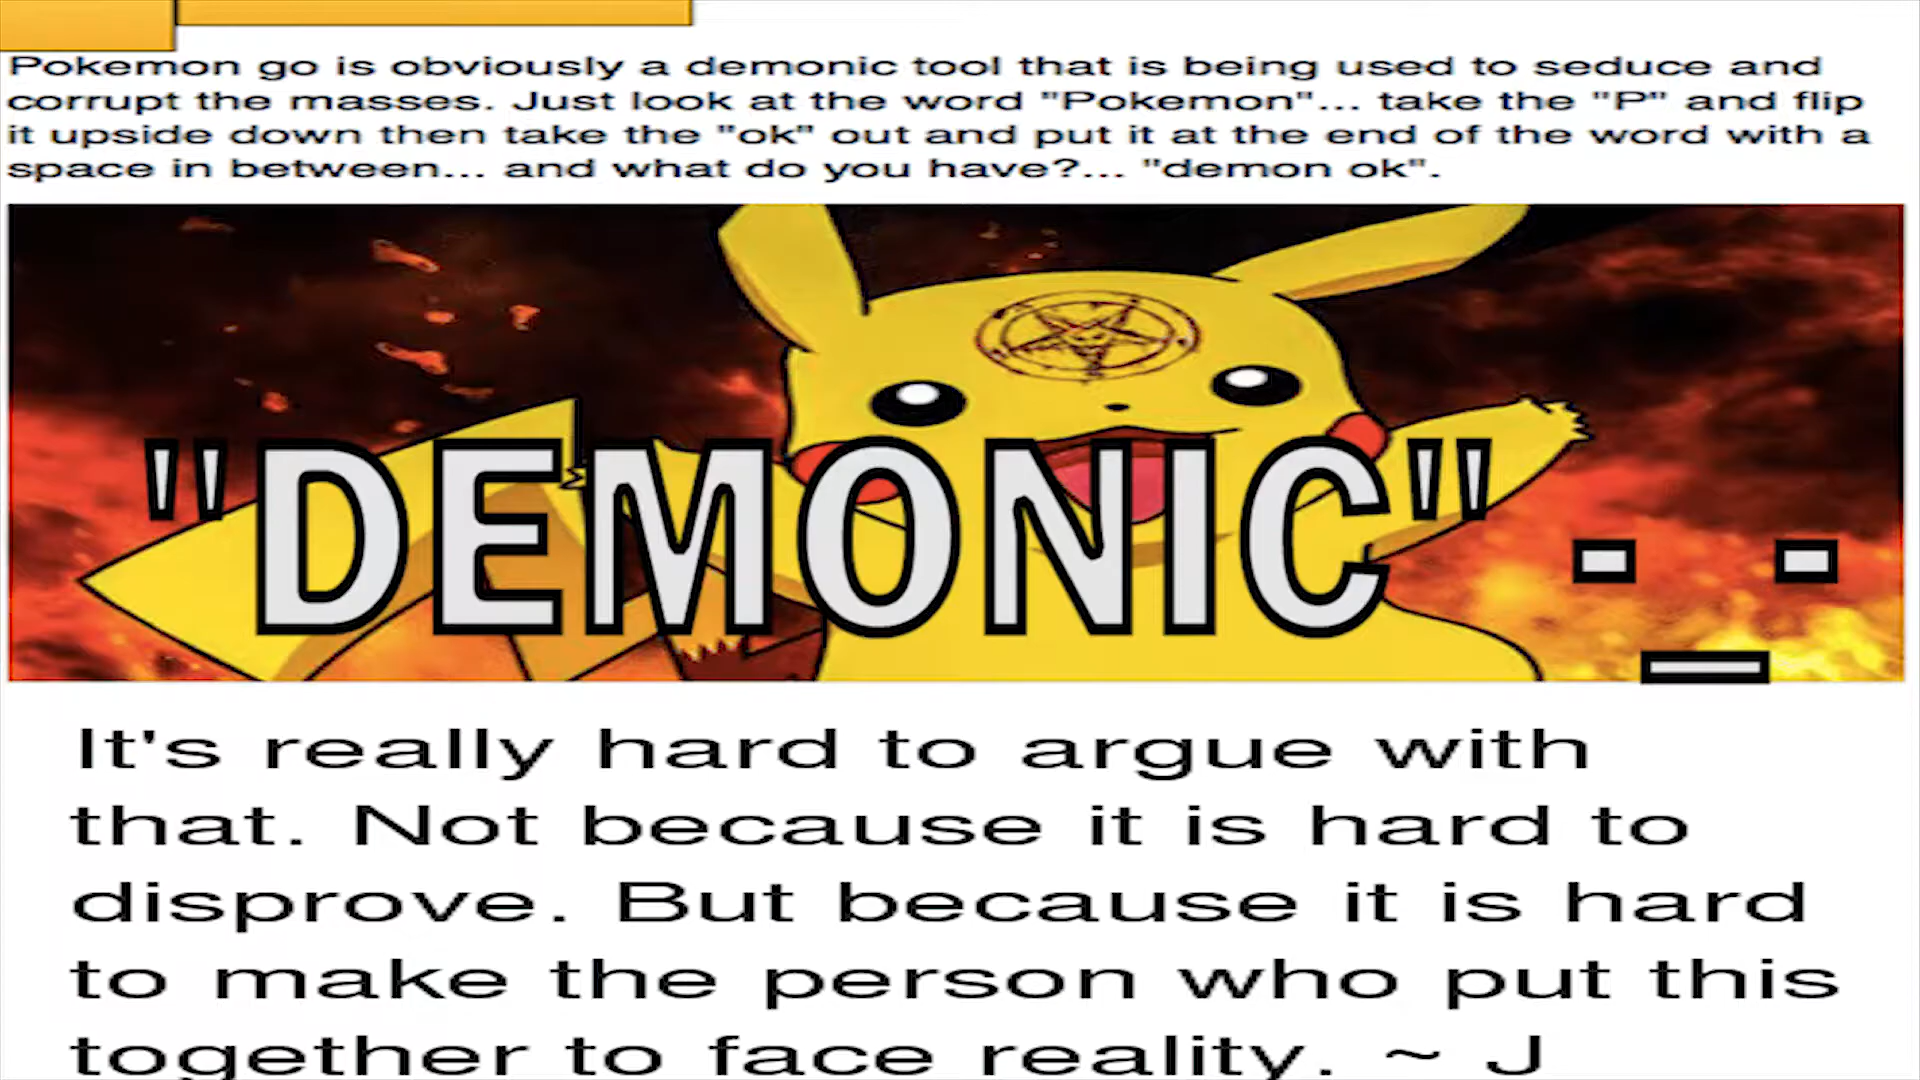 Pokemon go is obviously a demonic tool that is being used to seduce and
corrupt the masses. Just look at the word "Pokemon"... take the "P" and flip
it upside down then take the "ok" out and put it at the end of the word with a
space in between... and what do you have?... "demon ok".
"DEMONIC" -_-
It's really hard to argue with
that. Not because it is hard to
disprove. But because it is hard
to make the person who put this
together to face reality. ~ J